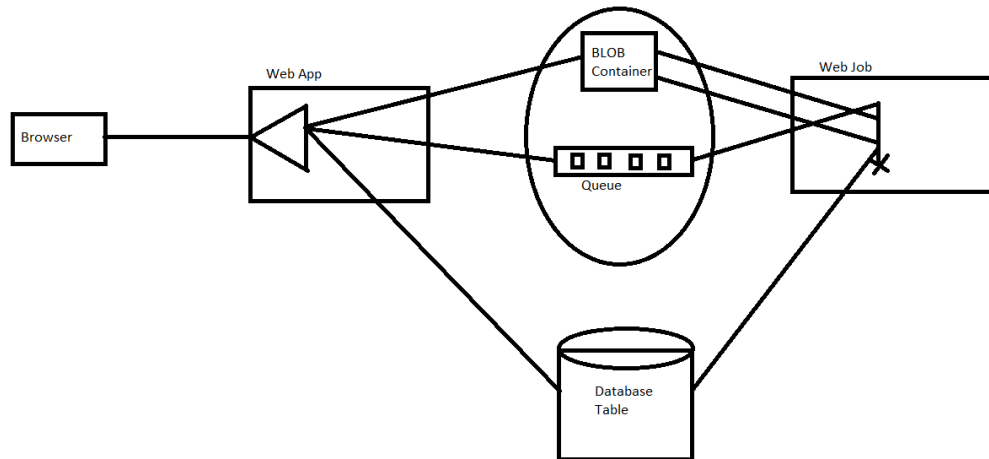 BLOB
Container
Web App
Web Job
Browser
Queue
Database
Table